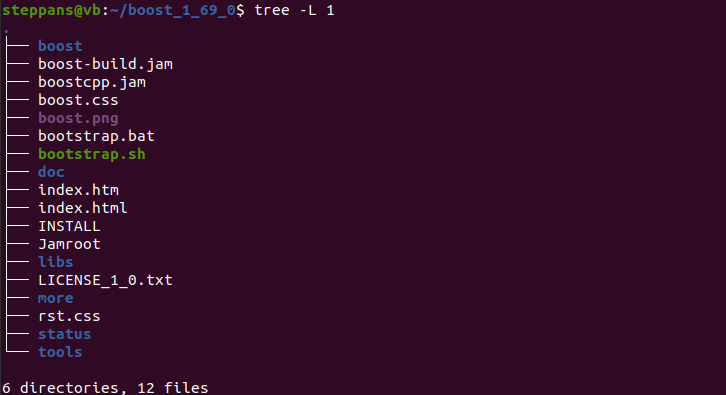 steppans@vb:~/boost_1_69_0$ tree -L 1
.
├── boost
├── boost-build.jam
├── boostcpp.jam
├── boost.css
├── boost.png
├── bootstrap.bat
├── bootstrap.sh
├── doc
├── index.htm
├── index.html
├── INSTALL
├── Jamroot
├── libs
├── LICENSE_1_0.txt
├── more
├── rst.css
├── status
└── tools

6 directories, 12 files